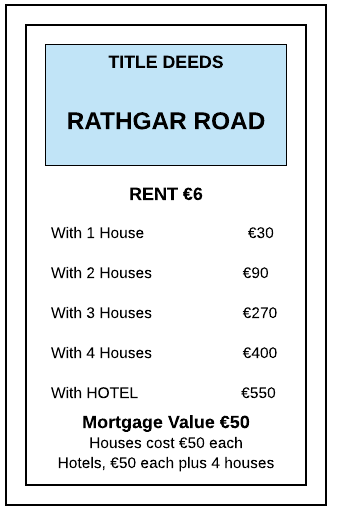 TITLE DEEDS
RATHGAR ROAD
RENT €6
With 1 House €30
With 2 Houses €90
With 3 Houses €270
With 4 Houses €400
With HOTEL €550
Mortgage Value €50
Houses cost €50 each
Hotels, €50 each plus 4 houses